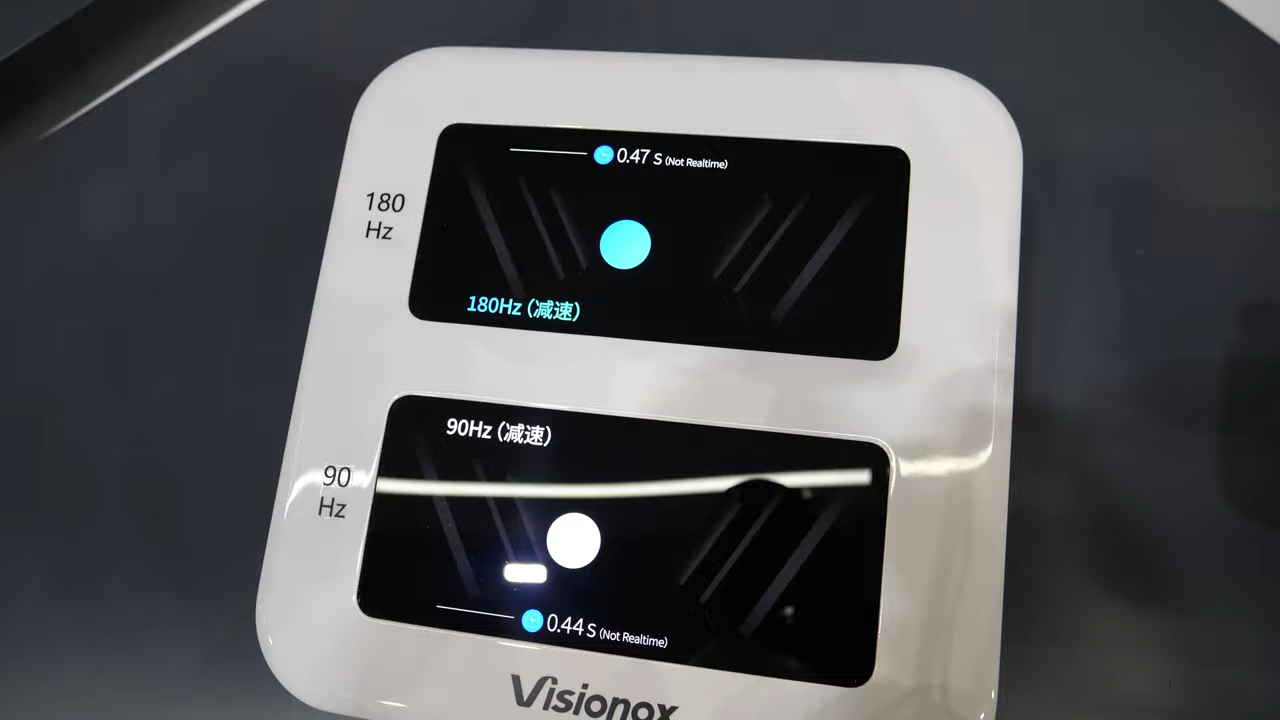 0.47 s (Not Realtime)
180
Hz
180Hz (减速)
90Hz (减速)
90
Hz
0.44 s (Not Realtime)
Visionox